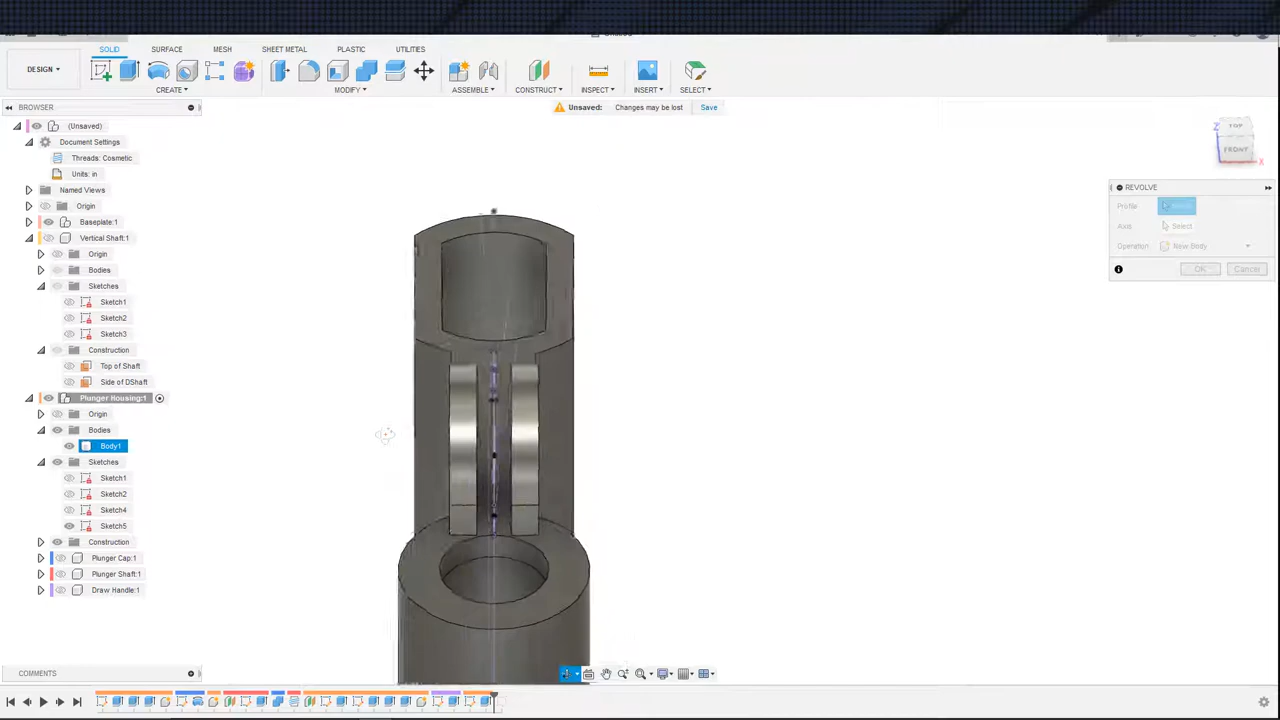 SOLID SURFACE MESH SHEET METAL PLASTIC UTILITIES
DESIGN
CREATE MODIFY ASSEMBLE CONSTRUCT INSPECT INSERT SELECT
BROWSER
Unsaved: Changes may be lost Save
(Unsaved)
Document Settings
Threads: Cosmetic
Units: in
Named Views
Origin
Baseplate:1
Vertical Shaft:1
Origin
Bodies
Sketches
Sketch1
Sketch2
Sketch3
Construction
Top of Shaft
Side of DShaft
Plunger Housing:1
Origin
Bodies
Body1
Sketches
Sketch1
Sketch2
Sketch4
Sketch5
Construction
Plunger Cap:1
Plunger Shaft:1
Draw Handle:1
TOP
Z
FRONT
X
REVOLVE
Profile
Axis Select
Operation New Body
OK Cancel
COMMENTS